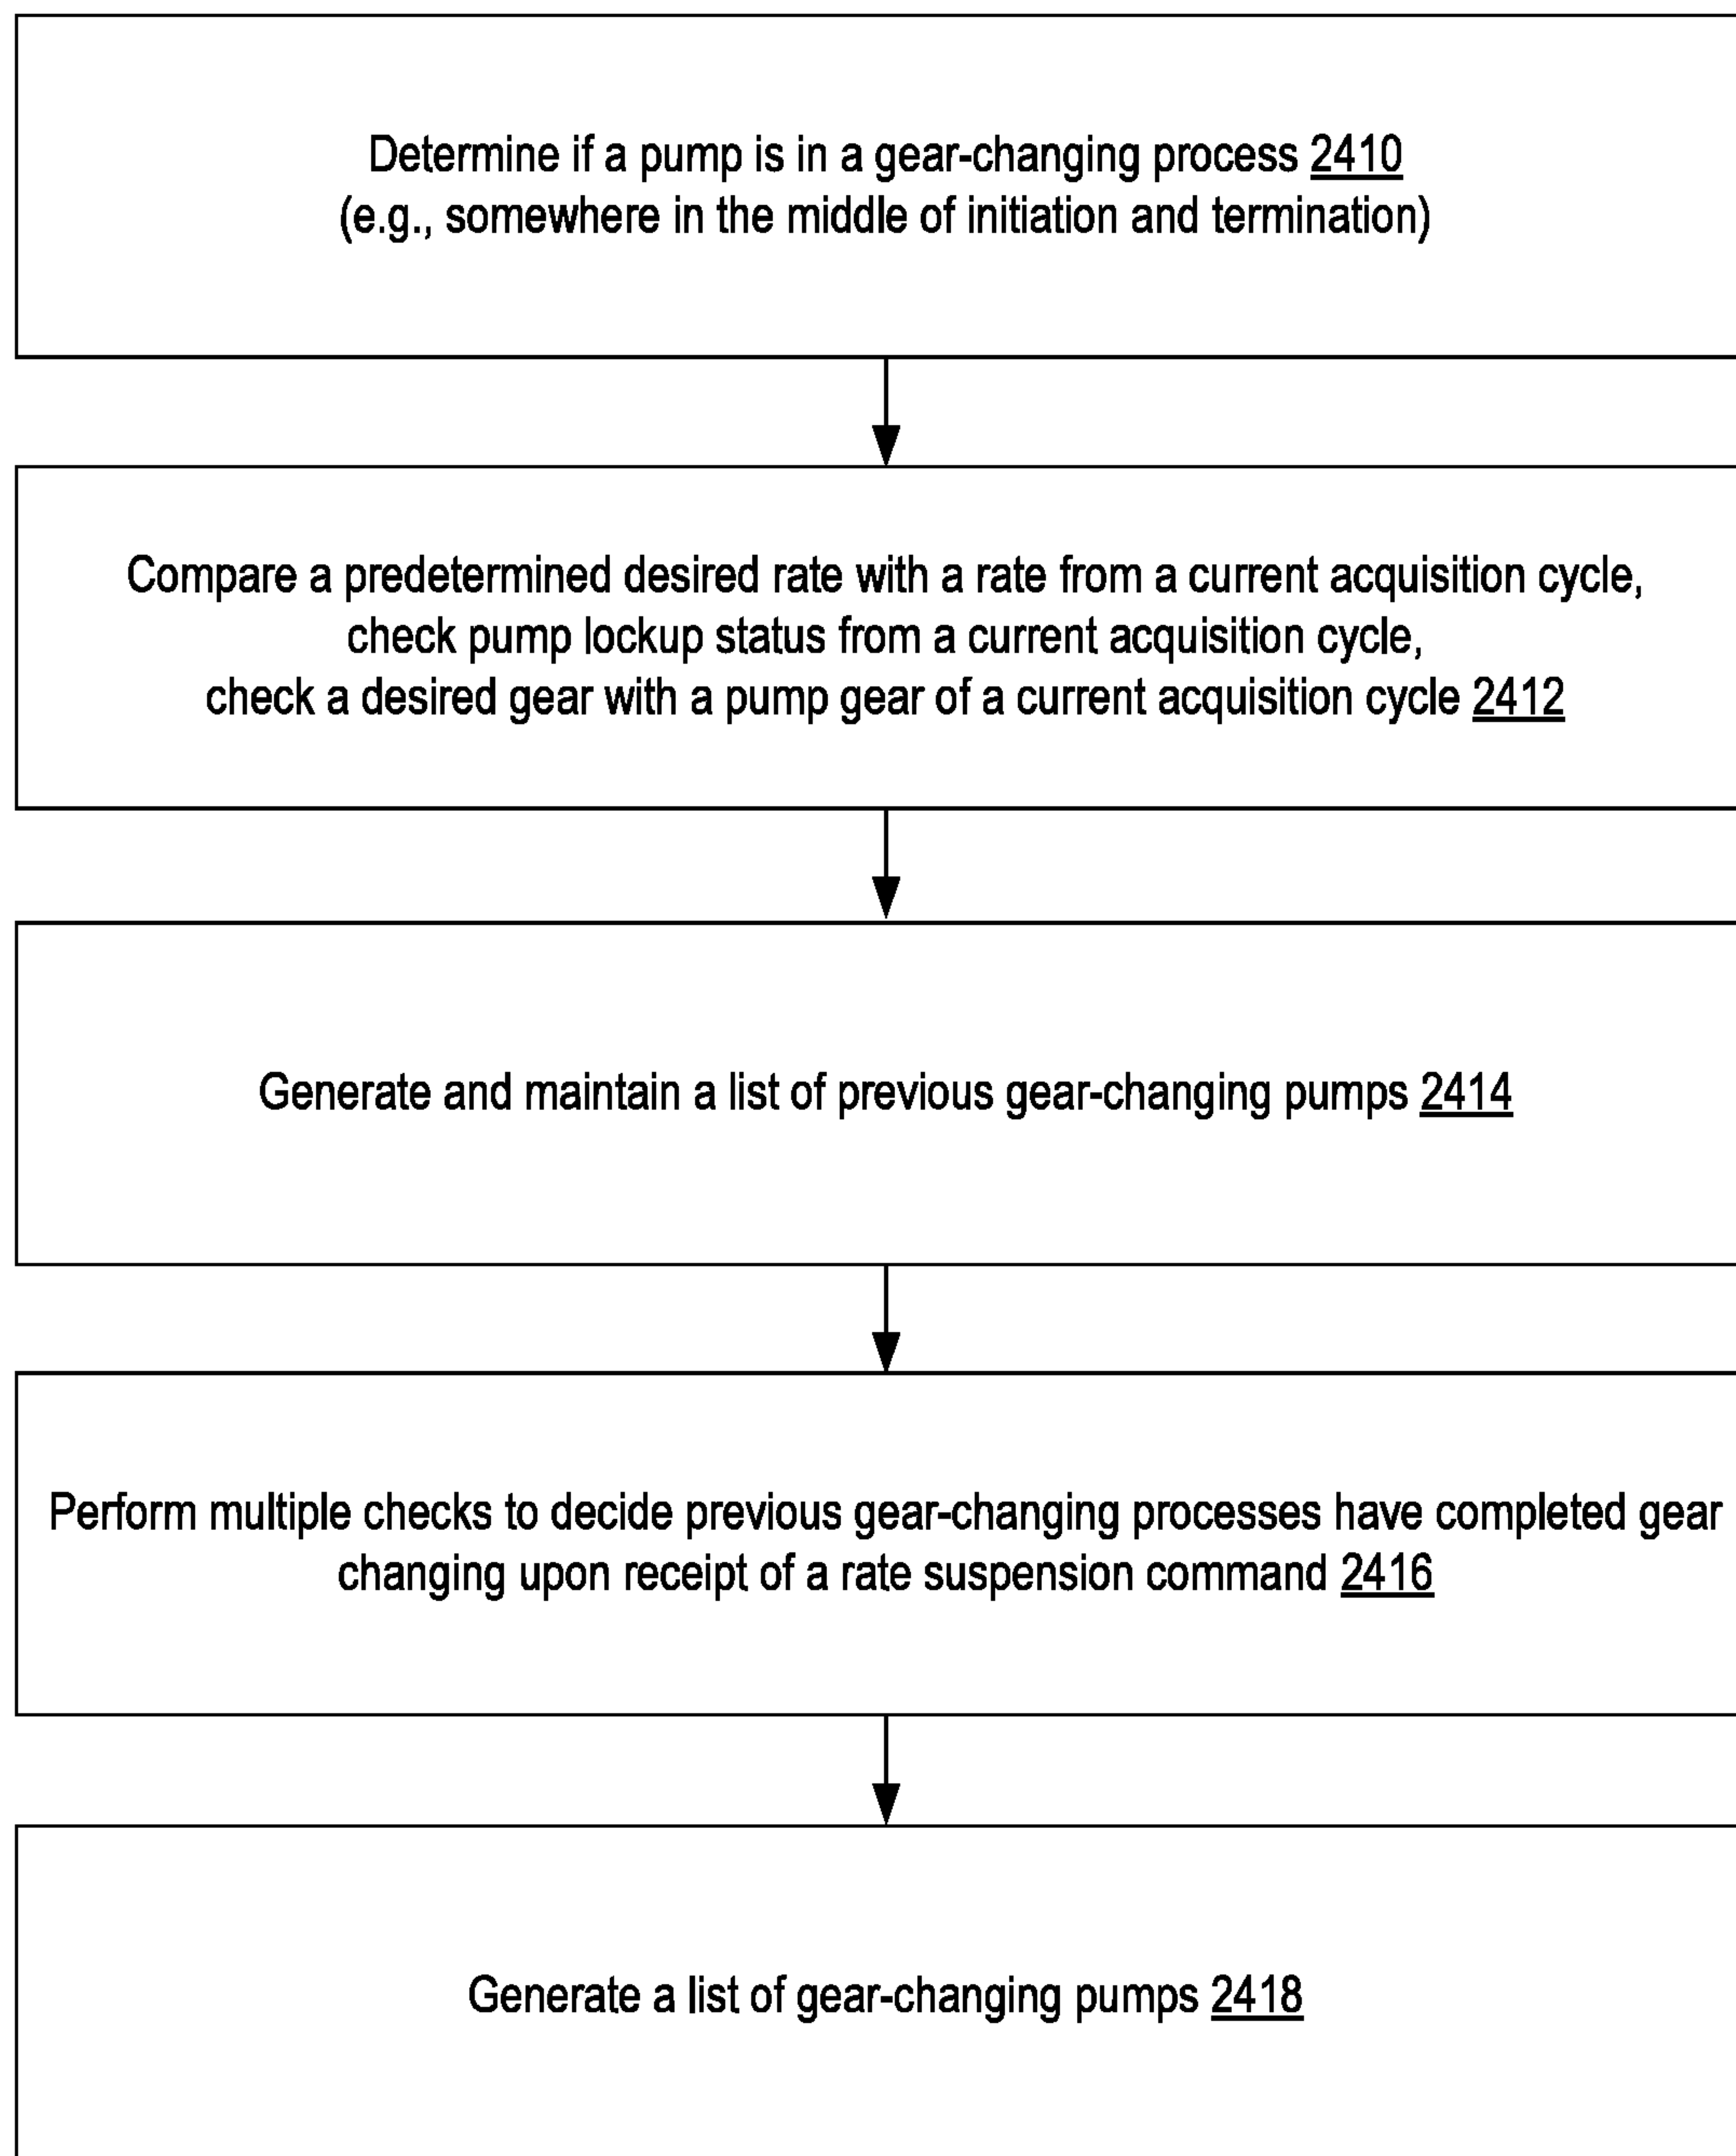 Determine if a pump is in a gear-changing process 2410
(e.g., somewhere in the middle of initiation and termination)
Compare a predetermined desired rate with a rate from a current acquisition cycle,
check pump lockup status from a current acquisition cycle,
check a desired gear with a pump gear of a current acquisition cycle 2412
Generate and maintain a list of previous gear-changing pumps 2414
Perform multiple checks to decide previous gear-changing processes have completed gear
changing upon receipt of a rate suspension command 2416
Generate a list of gear-changing pumps 2418